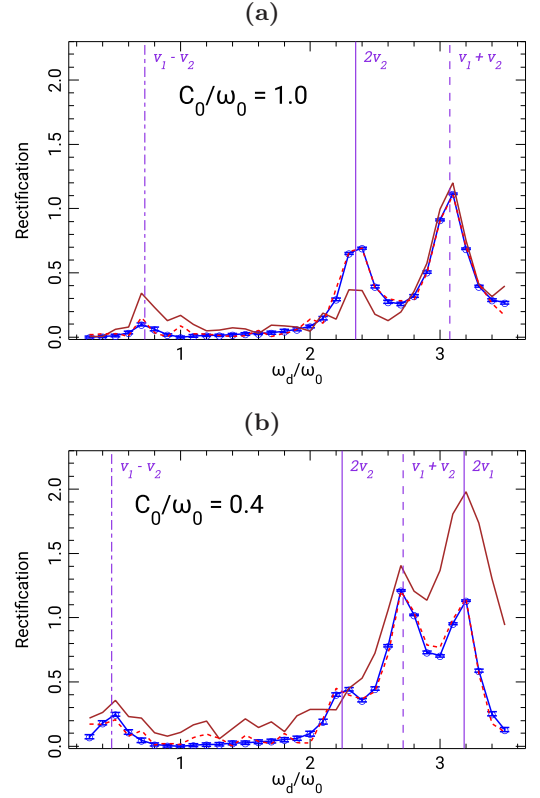 (a)
ν1 - ν2
2ν2
ν1 + ν2
C0/ω0 = 1.0
Rectification
0.0
0.5
1.0
1.5
2.0
1
2
3
ωd/ω0
(b)
ν1 - ν2
2ν2
ν1 + ν2
2ν1
C0/ω0 = 0.4
Rectification
0.0
0.5
1.0
1.5
2.0
1
2
3
ωd/ω0